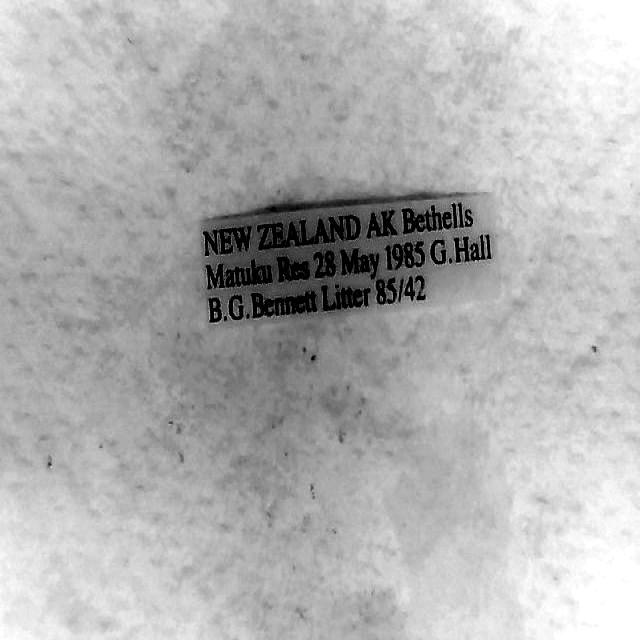 NEW ZEALAND AK Bethells
Matuku Res 28 May 1985 G.Hall
B.G.Bennett Litter 85/42